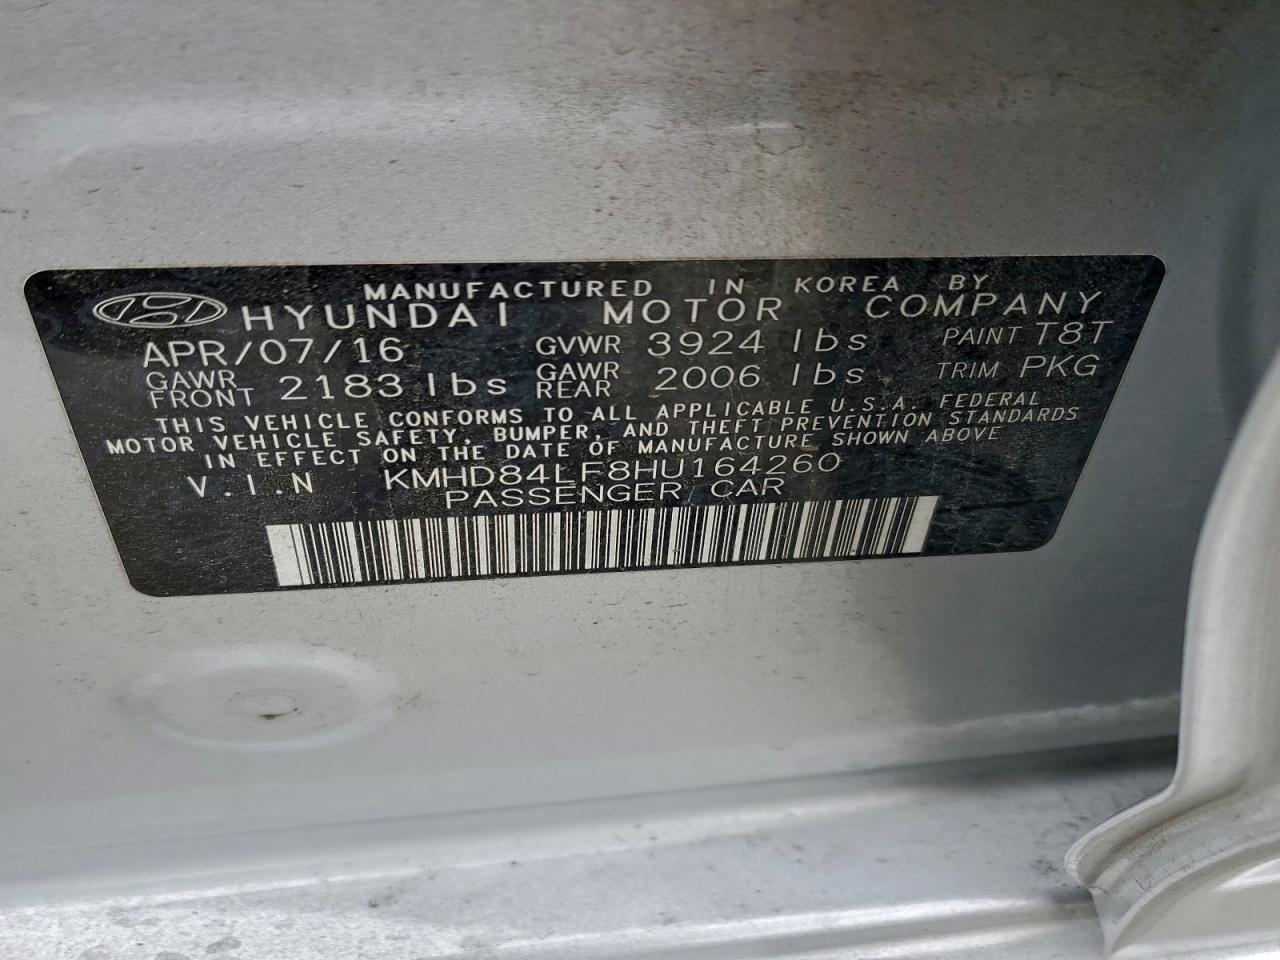 MANUFACTURED IN KOREA BY
HYUNDAI MOTOR COMPANY
APR/07/16 GVWR 3924 lbs PAINT T8T
GAWR FRONT 2183 lbs GAWR REAR 2006 lbs TRIM PKG
THIS VEHICLE CONFORMS TO ALL APPLICABLE U.S.A. FEDERAL
MOTOR VEHICLE SAFETY, BUMPER, AND THEFT PREVENTION STANDARDS
IN EFFECT ON THE DATE OF MANUFACTURE SHOWN ABOVE
V.I.N KMHD84LF8HU164260
PASSENGER CAR